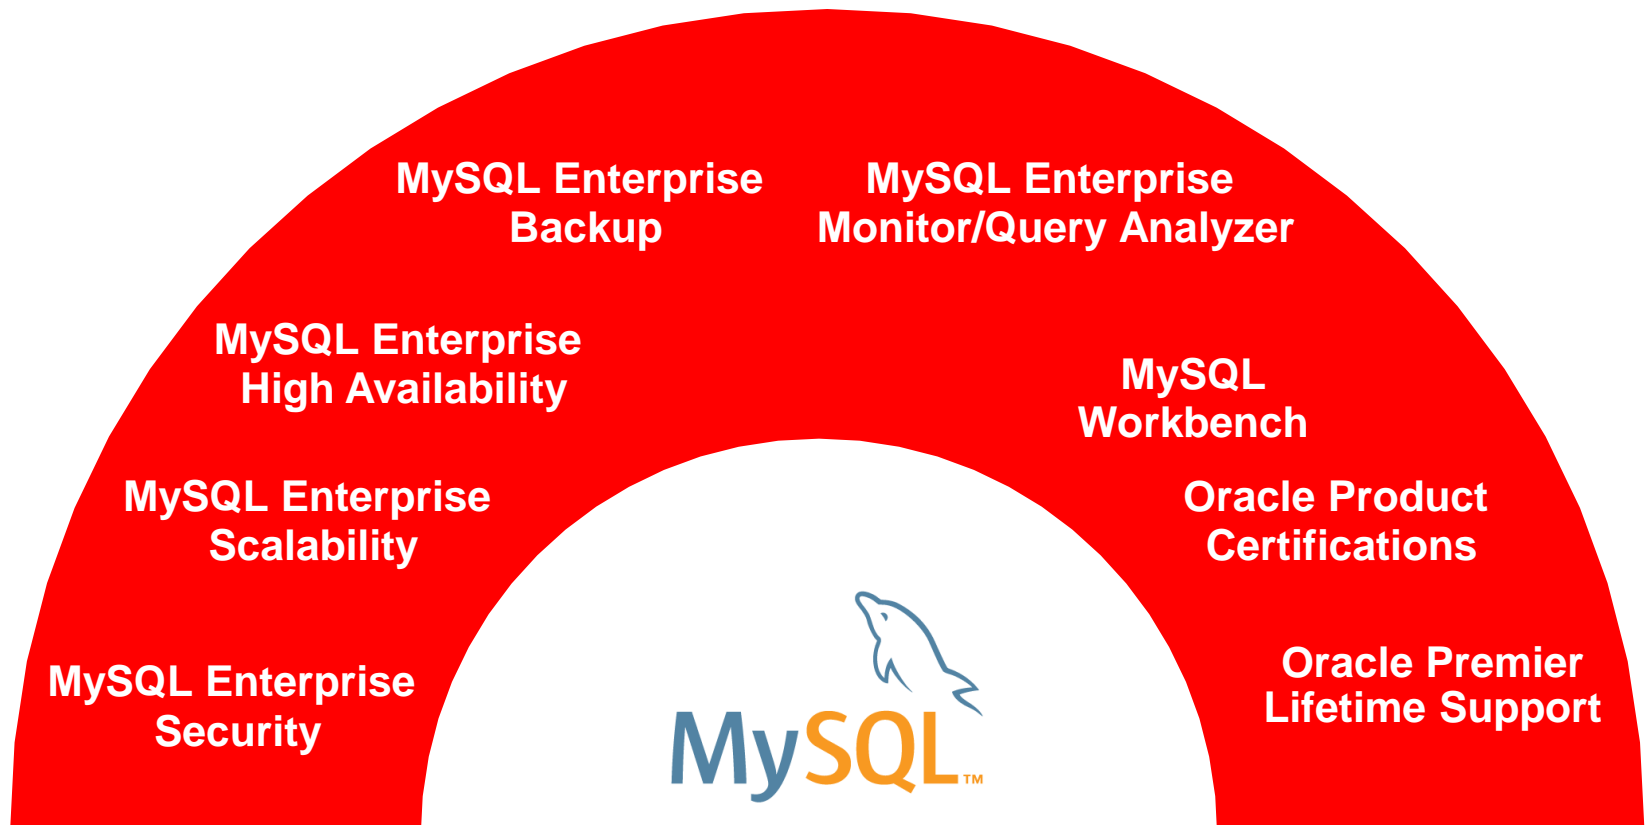 MySQL Enterprise
Backup
MySQL Enterprise
Monitor/Query Analyzer
MySQL Enterprise
High Availability
MySQL
Workbench
MySQL Enterprise
Scalability
Oracle Product
Certifications
MySQL Enterprise
Security
Oracle Premier
Lifetime Support
MySQL™